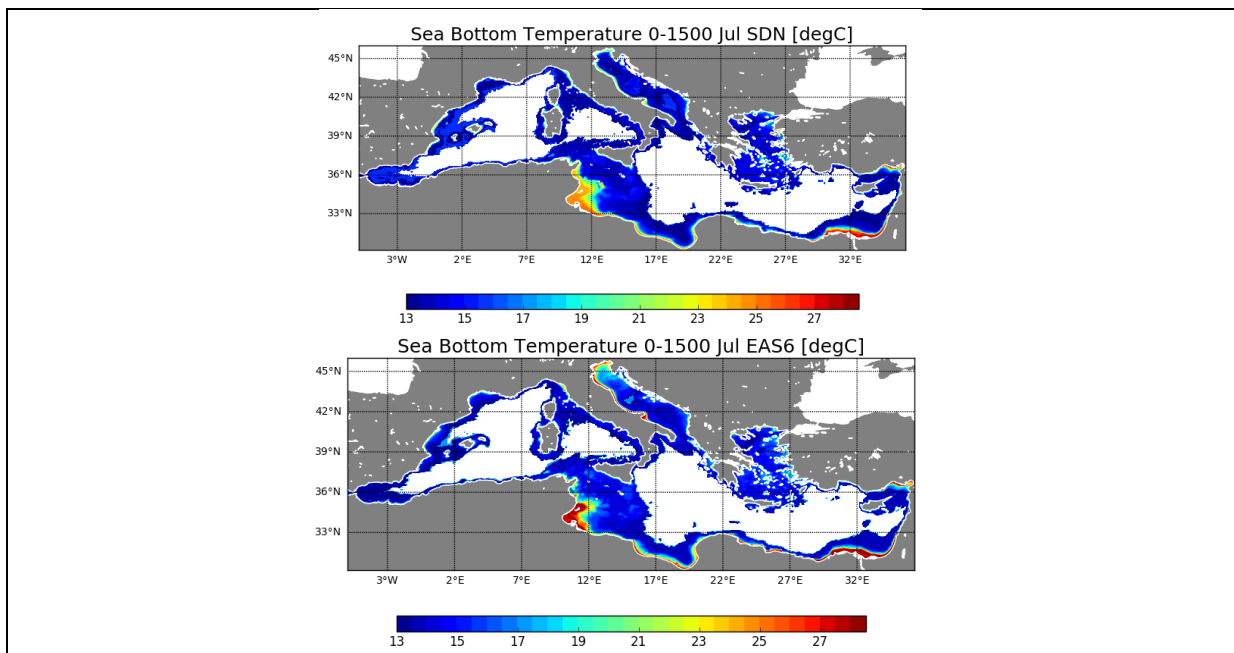 Sea Bottom Temperature 0-1500 Jul SDN [degC]
45°N
42°N
39°N
36°N
33°N
3°W 2°E 7°E 12°E 17°E 22°E 27°E 32°E
13 15 17 19 21 23 25 27
Sea Bottom Temperature 0-1500 Jul EAS6 [degC]
45°N
42°N
39°N
36°N
33°N
3°W 2°E 7°E 12°E 17°E 22°E 27°E 32°E
13 15 17 19 21 23 25 27